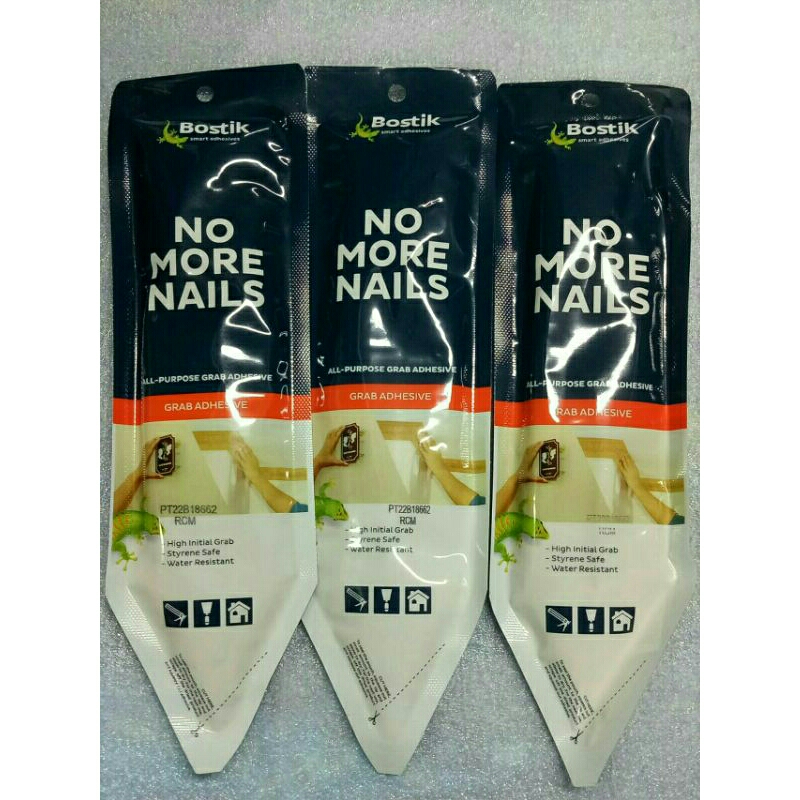 Bostik
smart adhesives
NO
MORE
NAILS
ALL-PURPOSE GRAB ADHESIVE
GRAB ADHESIVE
PT22B18662
RCM
- High Initial Grab
- Styrene Safe
- Water Resistant
Bostik
smart adhesives
NO
MORE
NAILS
ALL-PURPOSE GRAB ADHESIVE
GRAB ADHESIVE
PT22B18662
RCM
High Initial Grab
Styrene Safe
- Water Resistant
Bostik
smart adhesives
NO
MORE
NAILS
ALL-PURPOSE GRAB ADHESIVE
GRAB ADHESIVE
- High Initial Grab
- Styrene Safe
- Water Resistant